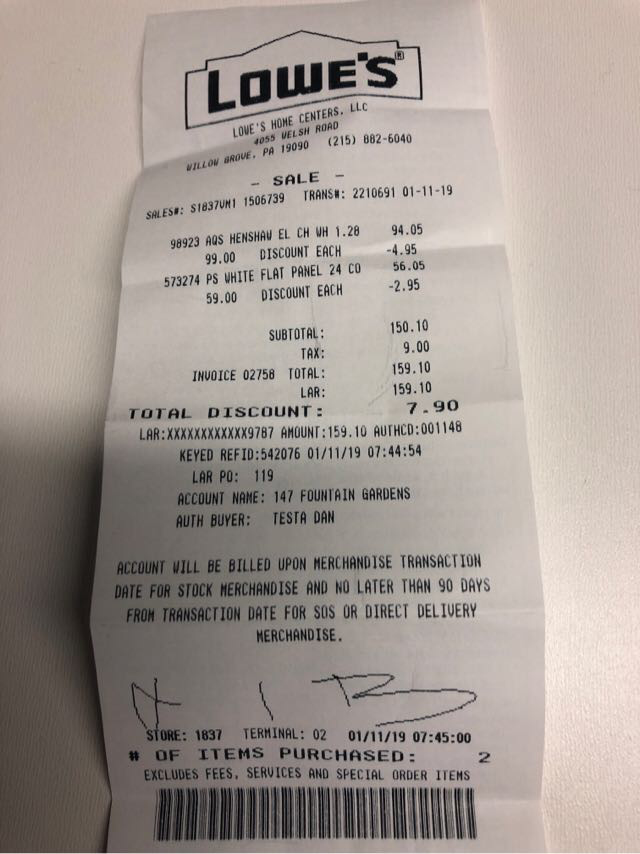 LOWE'S®
LOWE'S HOME CENTERS, LLC
4055 WELSH ROAD
WILLOW GROVE, PA 19090 (215) 882-6040
- SALE -
SALES#: S1837VM1 1506739 TRANS#: 2210691 01-11-19
98923 AQS HENSHAW EL CH WH 1.28 94.05
99.00 DISCOUNT EACH -4.95
573274 PS WHITE FLAT PANEL 24 CO 56.05
59.00 DISCOUNT EACH -2.95
SUBTOTAL: 150.10
TAX: 9.00
INVOICE 02758 TOTAL: 159.10
LAR: 159.10
TOTAL DISCOUNT: 7.90
LAR:XXXXXXXXXXXX9787 AMOUNT:159.10 AUTHCD:001148
KEYED REFID:542076 01/11/19 07:44:54
LAR PO: 119
ACCOUNT NAME: 147 FOUNTAIN GARDENS
AUTH BUYER: TESTA DAN
ACCOUNT WILL BE BILLED UPON MERCHANDISE TRANSACTION
DATE FOR STOCK MERCHANDISE AND NO LATER THAN 90 DAYS
FROM TRANSACTION DATE FOR SOS OR DIRECT DELIVERY
MERCHANDISE.
STORE: 1837 TERMINAL: 02 01/11/19 07:45:00
# OF ITEMS PURCHASED: 2
EXCLUDES FEES, SERVICES AND SPECIAL ORDER ITEMS